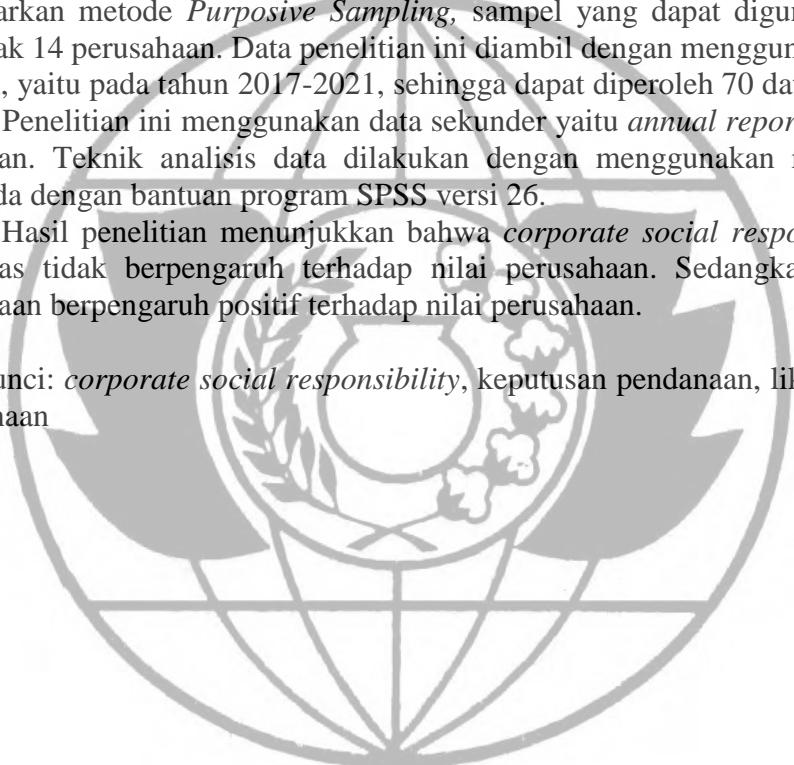 arkan metode Purposive Sampling, sampel yang dapat digun
ak 14 perusahaan. Data penelitian ini diambil dengan menggun
, yaitu pada tahun 2017-2021, sehingga dapat diperoleh 70 dat
Penelitian ini menggunakan data sekunder yaitu annual repor
an. Teknik analisis data dilakukan dengan menggunakan
da dengan bantuan program SPSS versi 26.
Hasil penelitian menunjukkan bahwa corporate social respo
as tidak berpengaruh terhadap nilai perusahaan. Sedangka
aan berpengaruh positif terhadap nilai perusahaan.
unci: corporate social responsibility, keputusan pendanaan, lik
naan